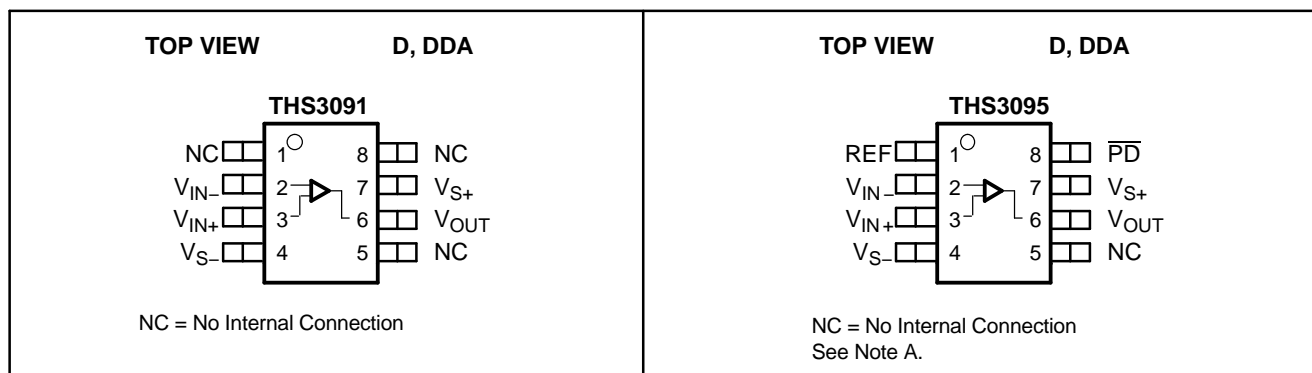 TOP VIEW D, DDA
THS3091
NC 1 8 NC
VIN– 2 7 VS+
VIN+ 3 6 VOUT
VS– 4 5 NC
NC = No Internal Connection
TOP VIEW D, DDA
THS3095
REF 1 8 P̅D̅
VIN– 2 7 VS+
VIN+ 3 6 VOUT
VS– 4 5 NC
NC = No Internal Connection
See Note A.